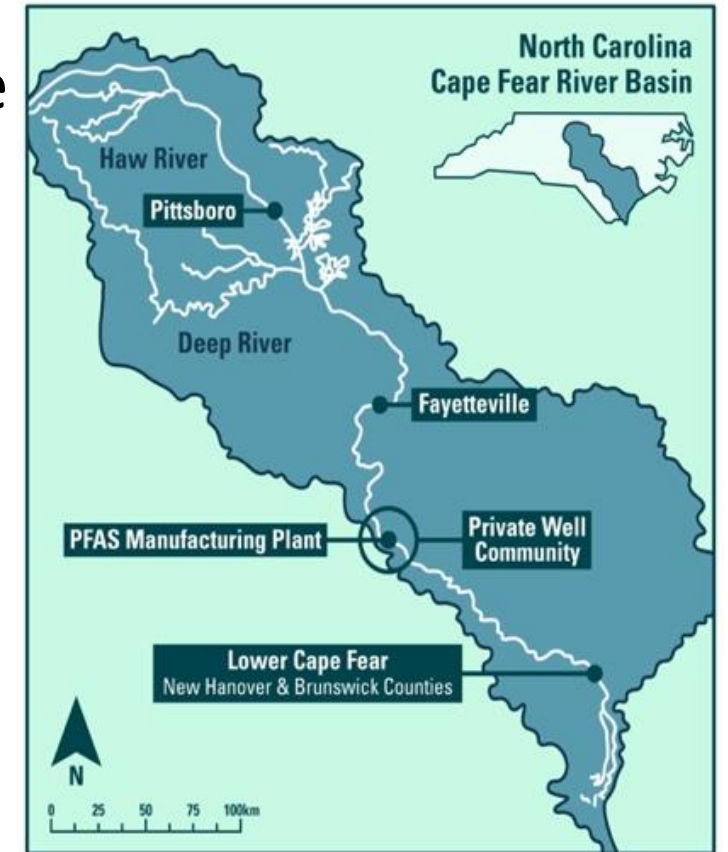 e
North Carolina
Cape Fear River Basin
Haw River
Pittsboro
Deep River
Fayetteville
PFAS Manufacturing Plant
Private Well
Community
Lower Cape Fear
New Hanover & Brunswick Counties
N
0 25 50 75 100km